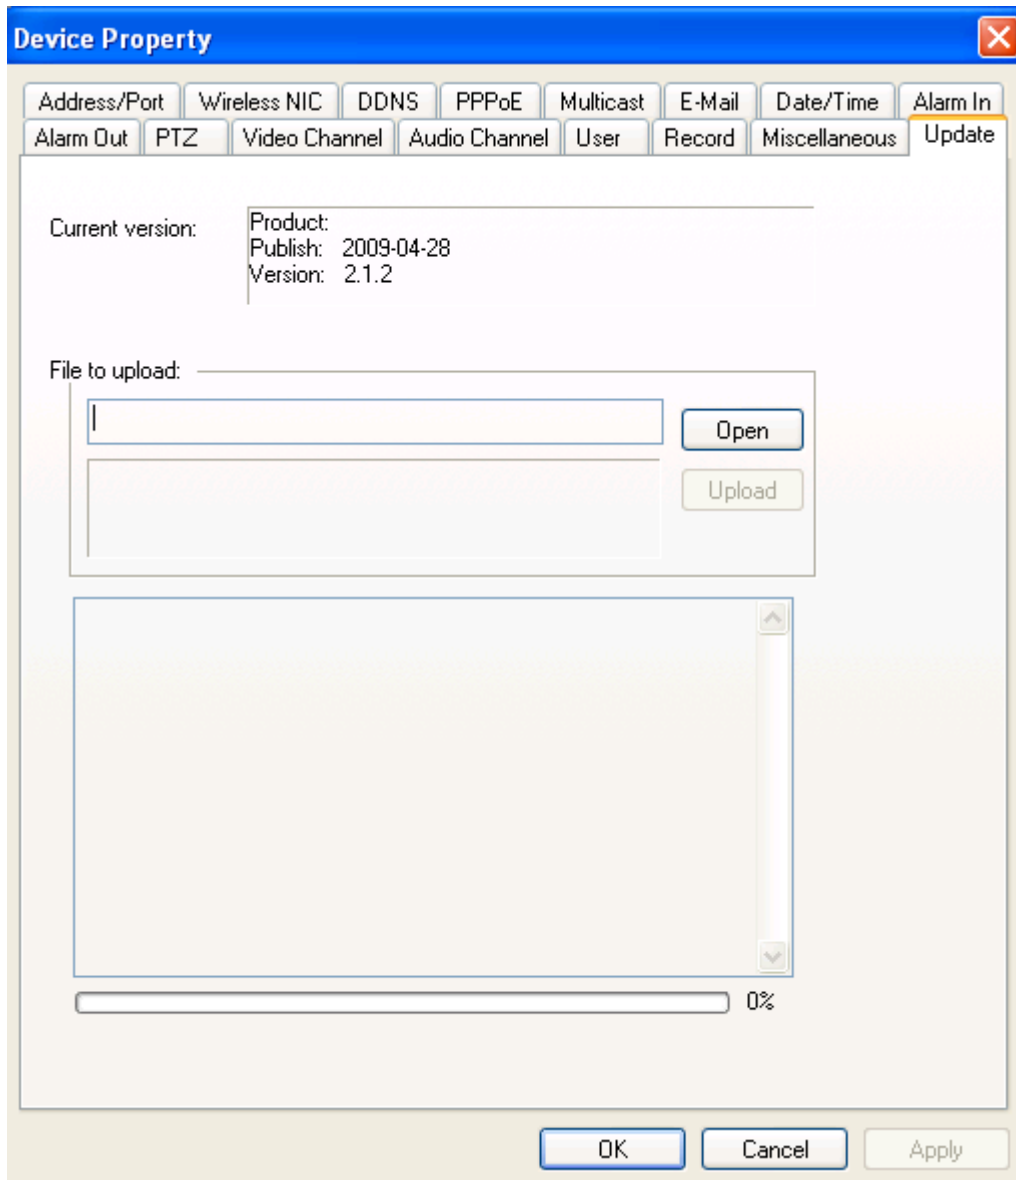 Device Property
Address/Port Wireless NIC DDNS PPPoE Multicast E-Mail Date/Time Alarm In
Alarm Out PTZ Video Channel Audio Channel User Record Miscellaneous Update
Current version:
Product:
Publish: 2009-04-28
Version: 2.1.2
File to upload:
Open
Upload
0%
OK Cancel Apply